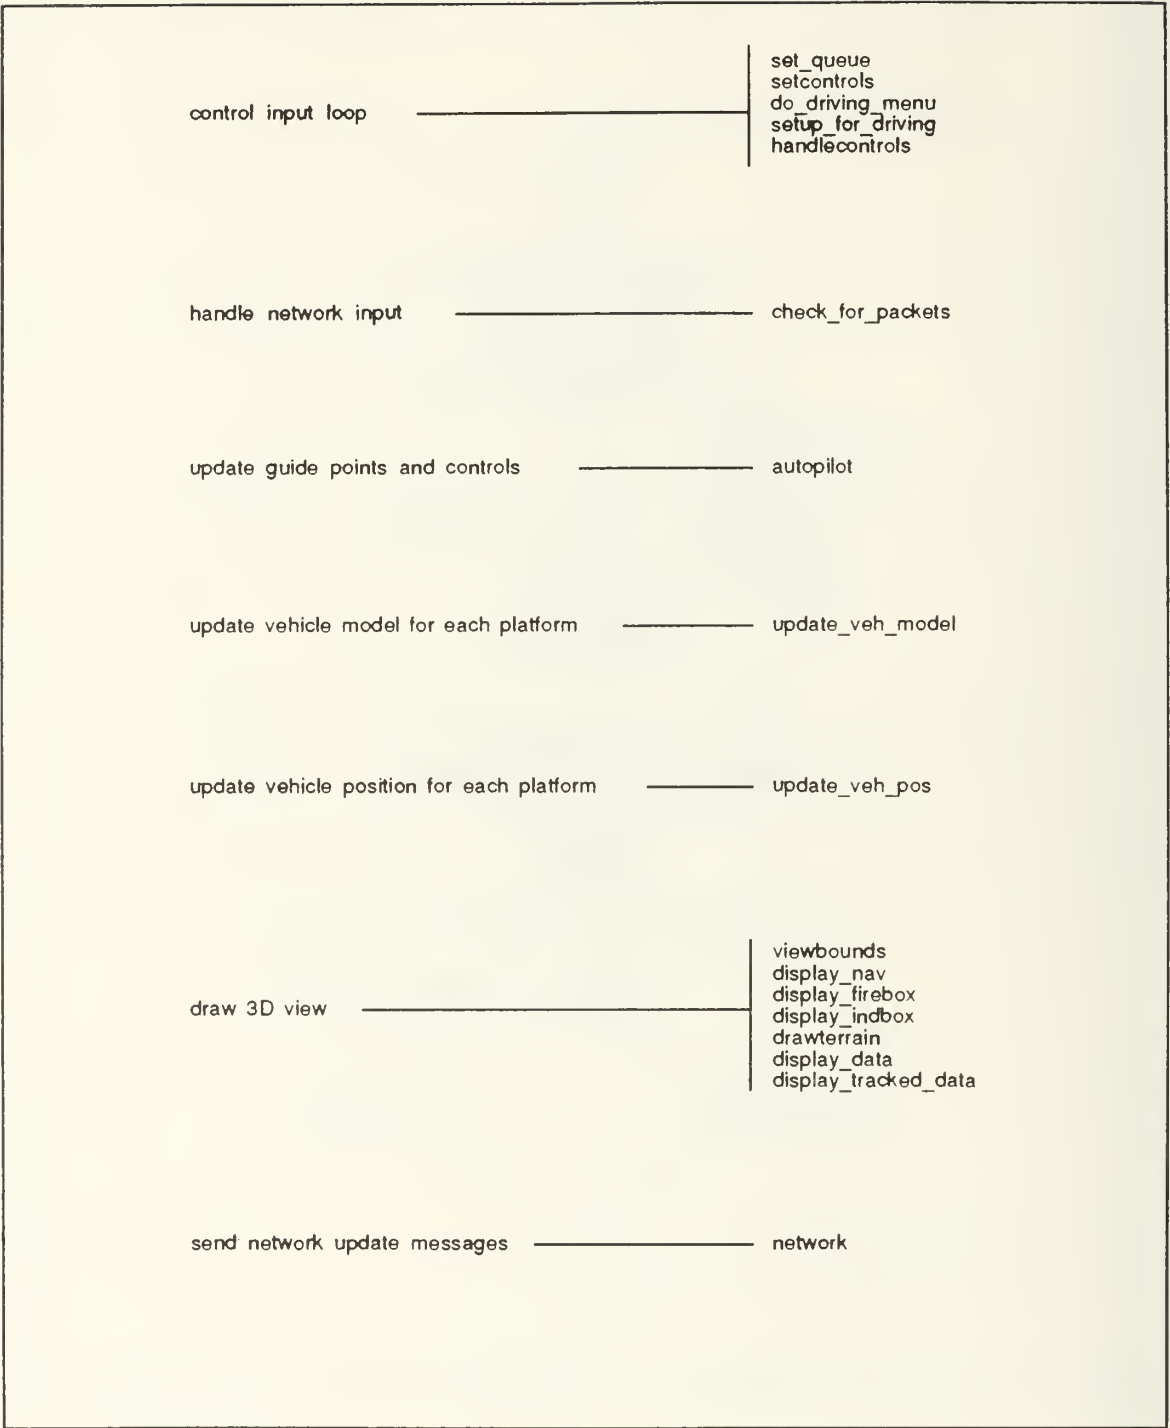 set_queue
setcontrols
control input loop do_driving_menu
setup_for_driving
handlecontrols
handle network input check_for_packets
update guide points and controls autopilot
update vehicle model for each platform update_veh_model
update vehicle position for each platform update_veh_pos
viewbounds
display_nav
display_firebox
draw 3D view display_indbox
drawterrain
display_data
display_tracked_data
send network update messages network